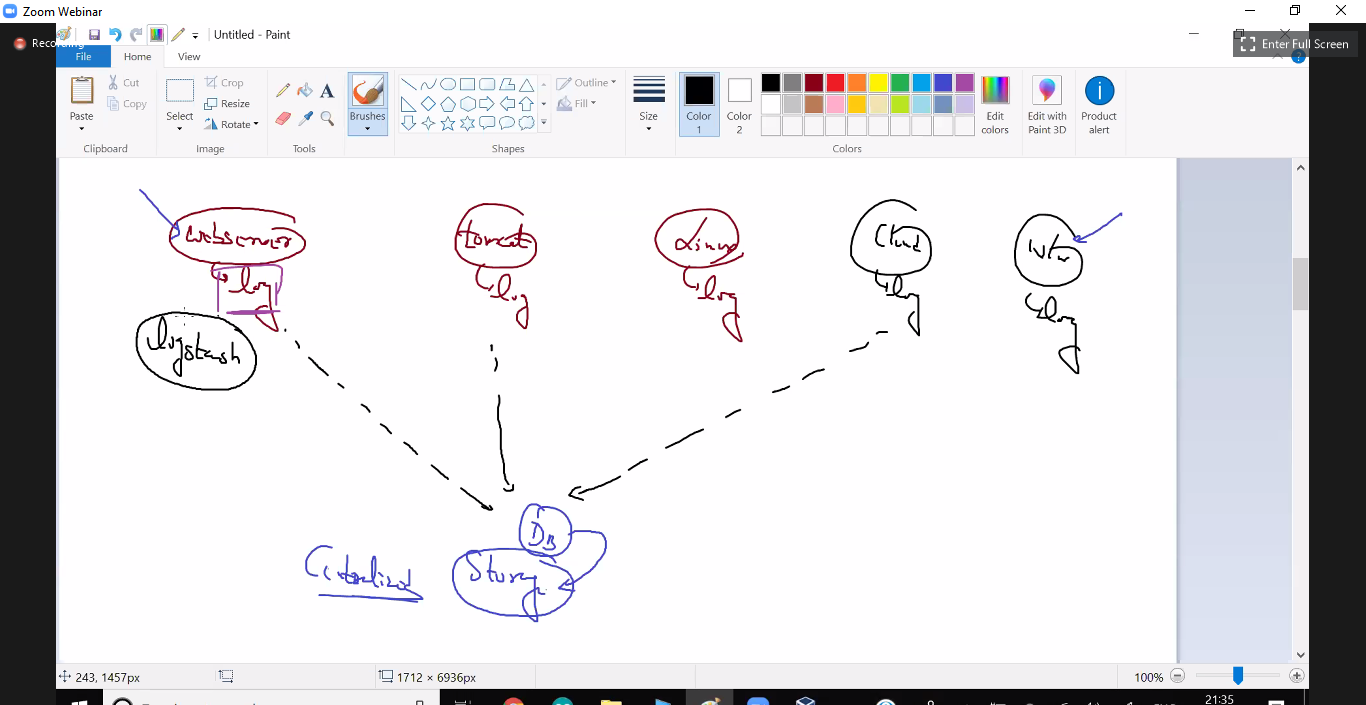 Zoom Webinar
Recording
Untitled - Paint
Enter Full Screen
File Home View
Paste
Cut
Copy
Clipboard
Select
Crop
Resize
Rotate
Image
A
Tools
Brushes
Outline
Fill
Shapes
Size
Color 1
Color 2
Edit colors
Colors
Edit with Paint 3D
Product alert
webserver tomcat Linux Cloud
log log log log log
logstash
DB
Centralized Storage
243, 1457px
1712 × 6936px
100%
21:35